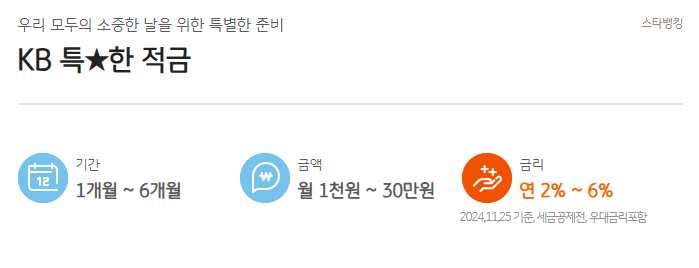 우리 모두의 소중한 날을 위한 특별한 준비
스타뱅킹
KB 특★한 적금
12
기간
1개월 ~ 6개월
₩
금액
월 1천원 ~ 30만원
금리
연 2% ~ 6%
2024,11,25 기준, 세금공제전, 우대금리포함